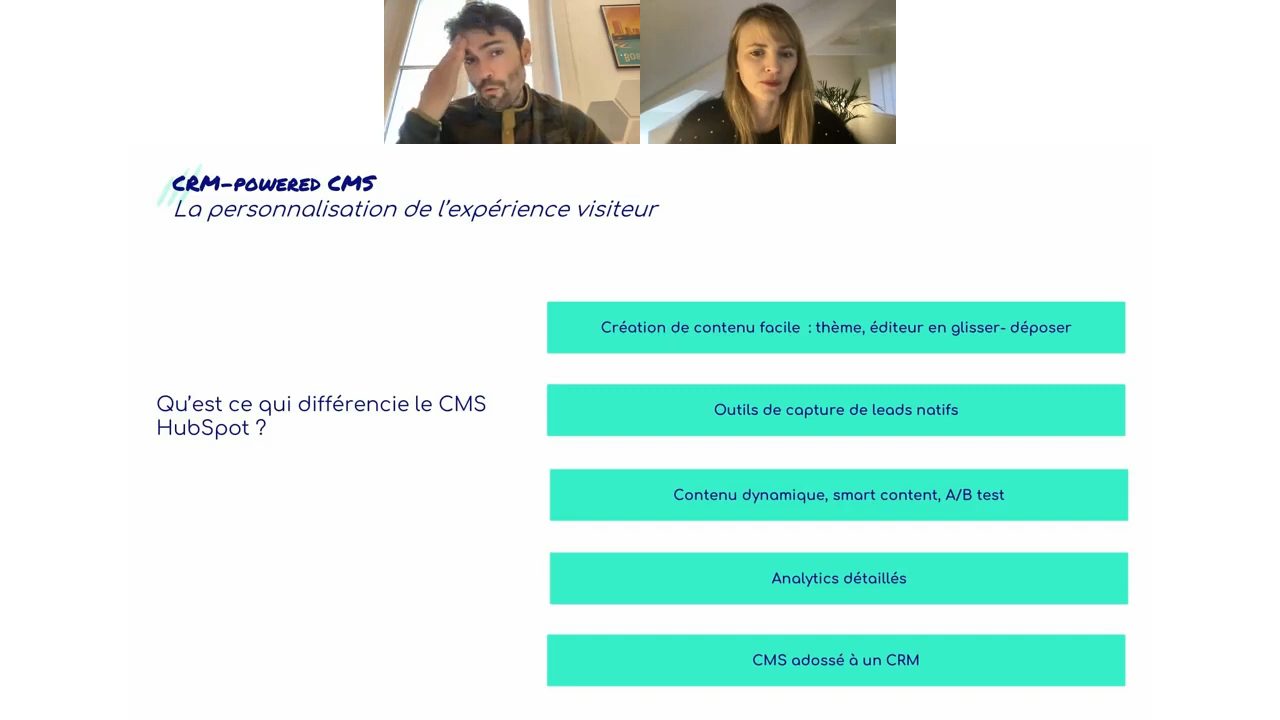 CRM-powered CMS
La personnalisation de l'expérience visiteur
Création de contenu facile : thème, éditeur en glisser- déposer
Qu'est ce qui différencie le CMS
HubSpot ?
Outils de capture de leads natifs
Contenu dynamique, smart content, A/B test
Analytics détaillés
CMS adossé à un CRM